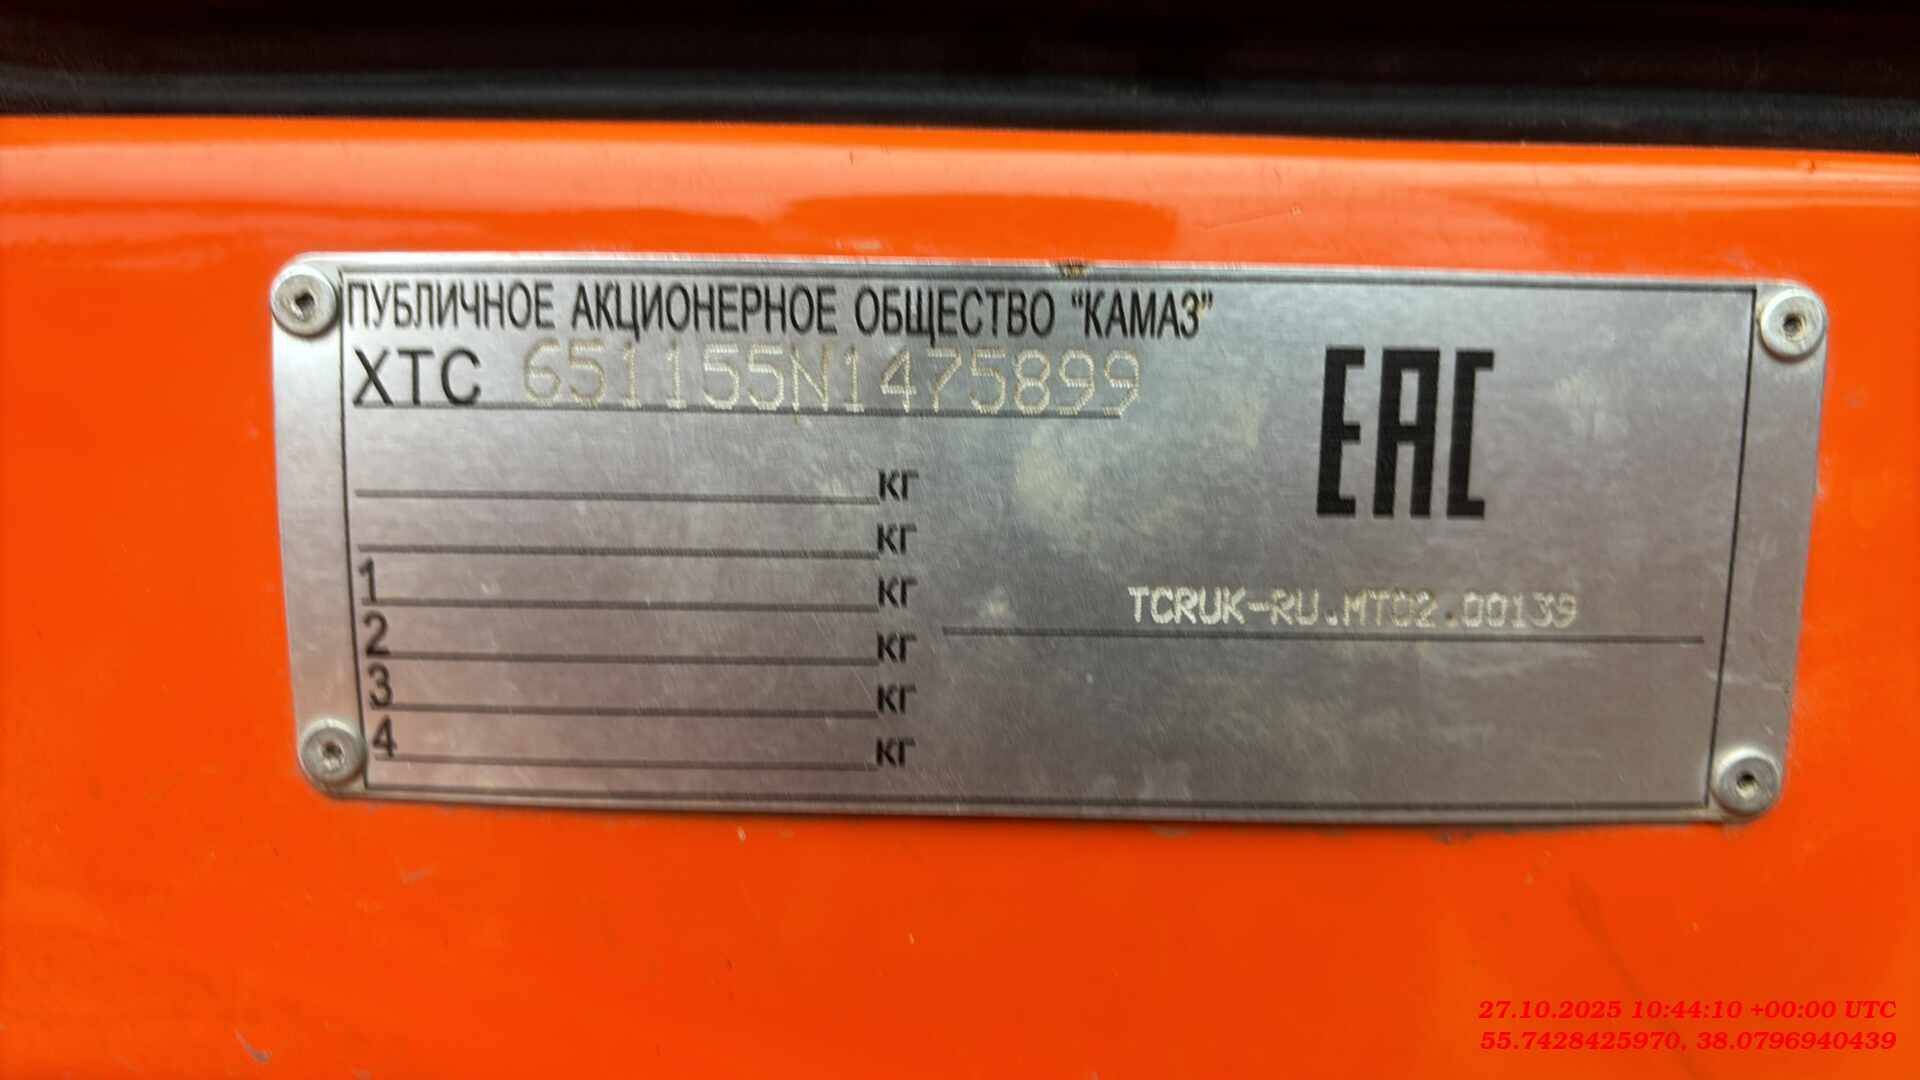 ПУБЛИЧНОЕ АКЦИОНЕРНОЕ ОБЩЕСТВО "КАМАЗ"
XTC 651155N1475899
EAC
кг
кг
1 кг
TCRUK-RU.MT02.00139
2 кг
3 кг
4 кг
27.10.2025 10:44:10 +00:00 UTC
55.7428425970, 38.0796940439